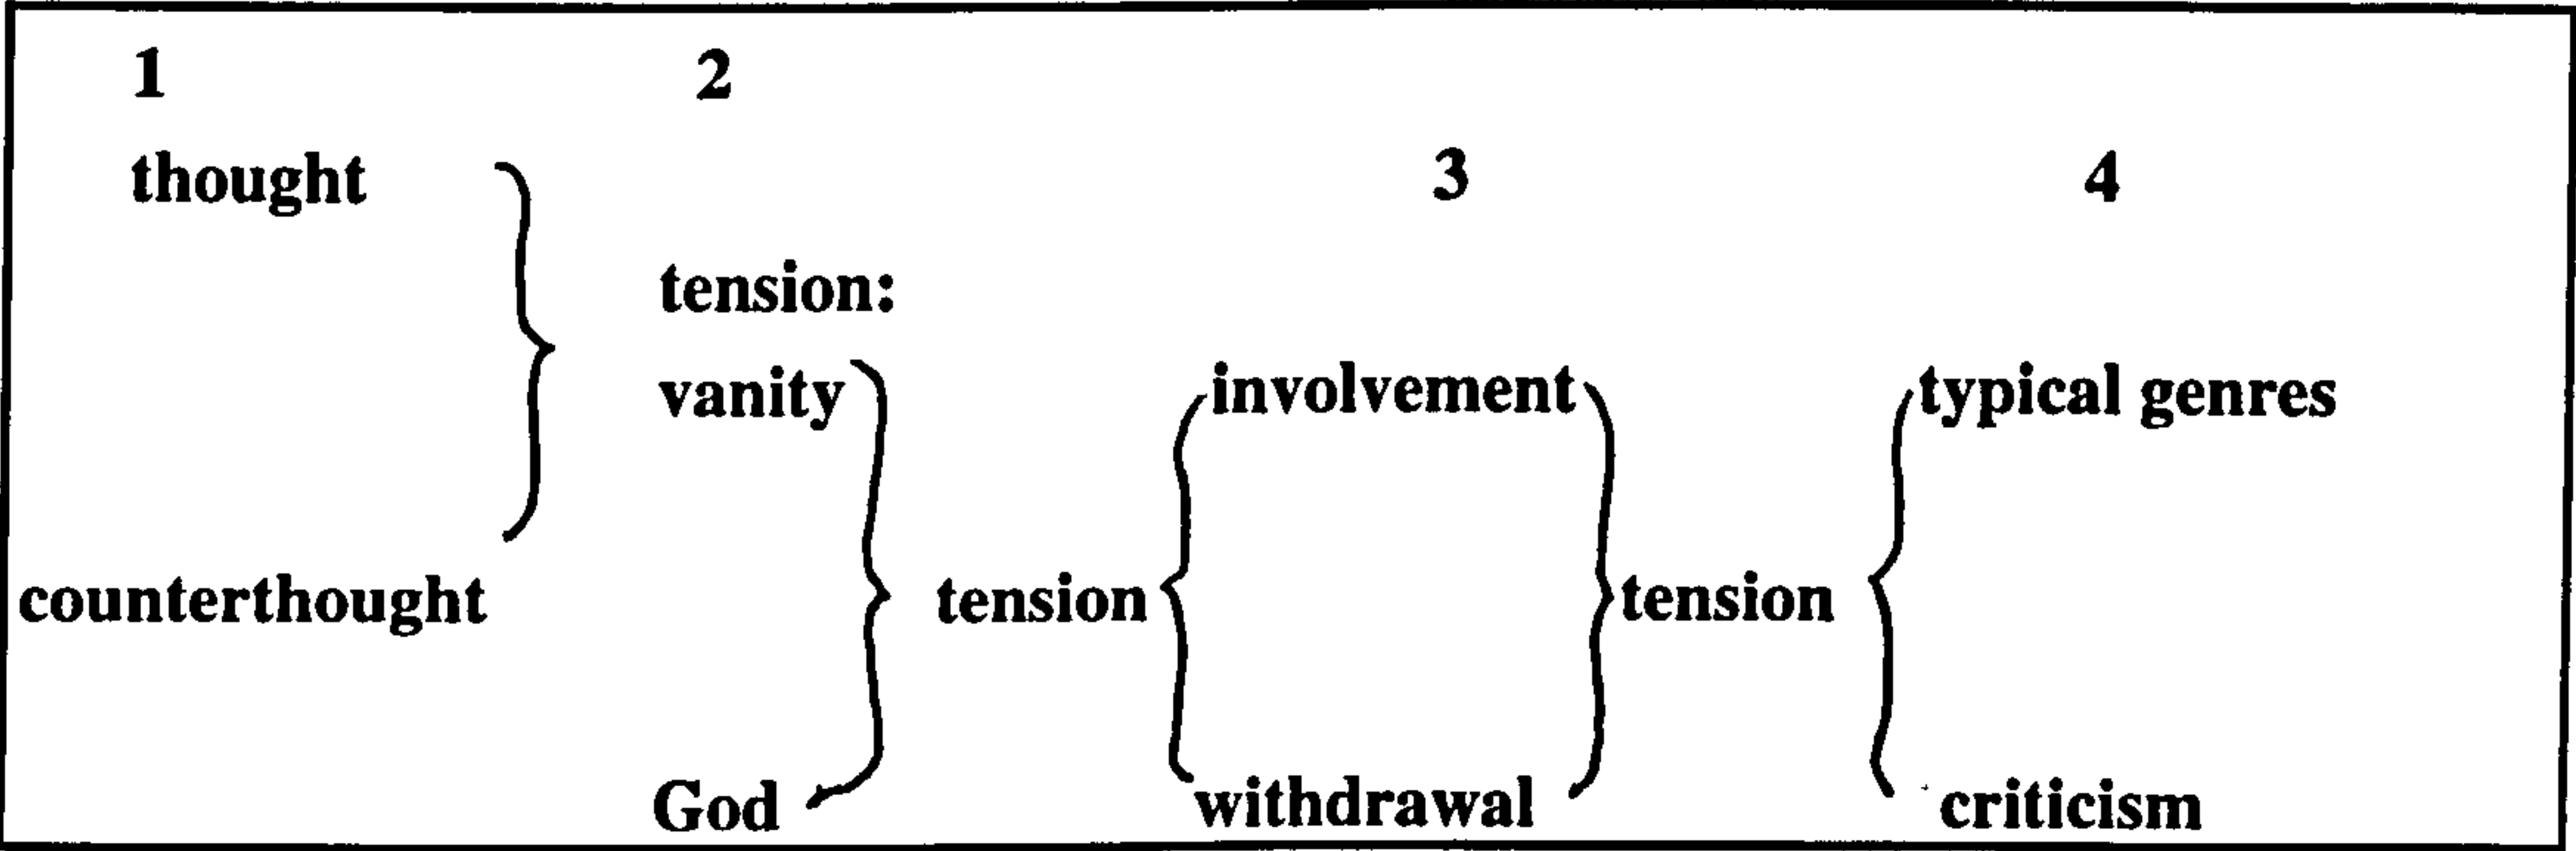 1 2
thought 3 4
tension:
vanity involvement typical genres
counterthought tension tension
God withdrawal criticism